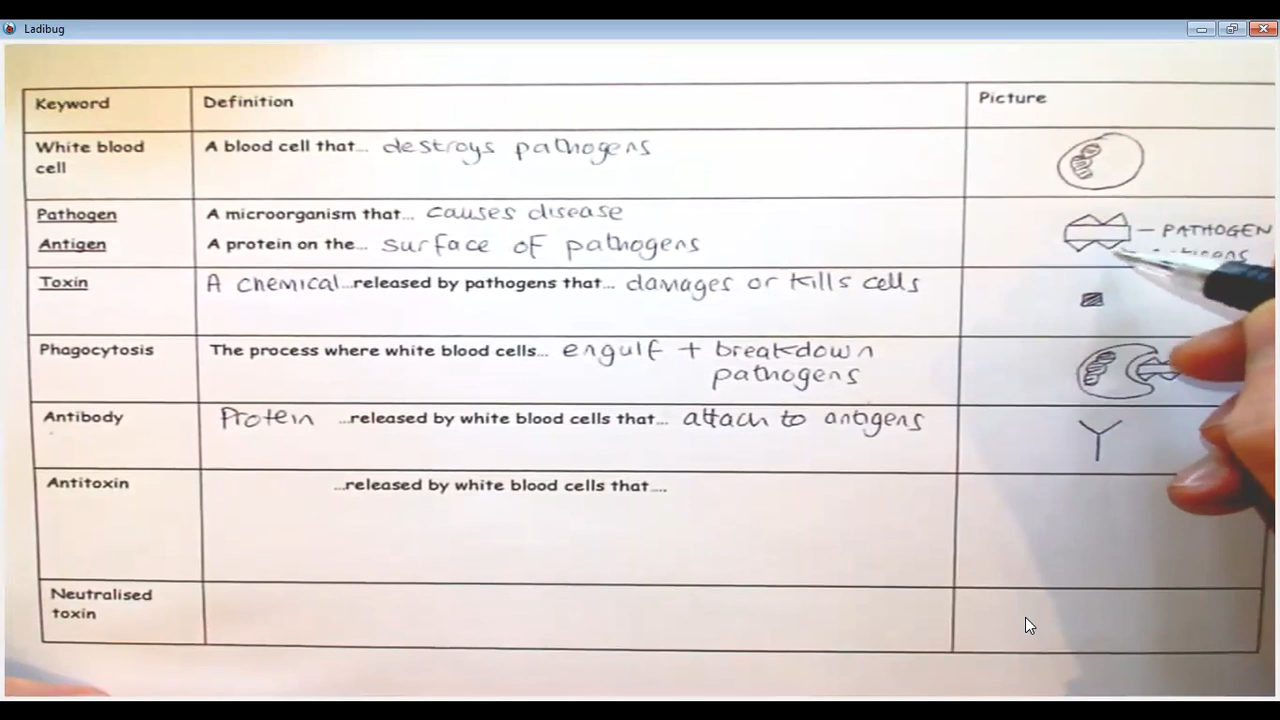 Ladibug
Keyword
Definition
Picture
White blood
cell
A blood cell that... destroys pathogens
Pathogen
A microorganism that... causes disease
PATHOGEN
Antigen
A protein on the... surface of pathogens
Toxin
A chemical...released by pathogens that... damages or kills cells
Phagocytosis
The process where white blood cells... engulf + breakdown
pathogens
Antibody
Protein ...released by white blood cells that... attach to antigens
Antitoxin
...released by white blood cells that....
Neutralised
toxin